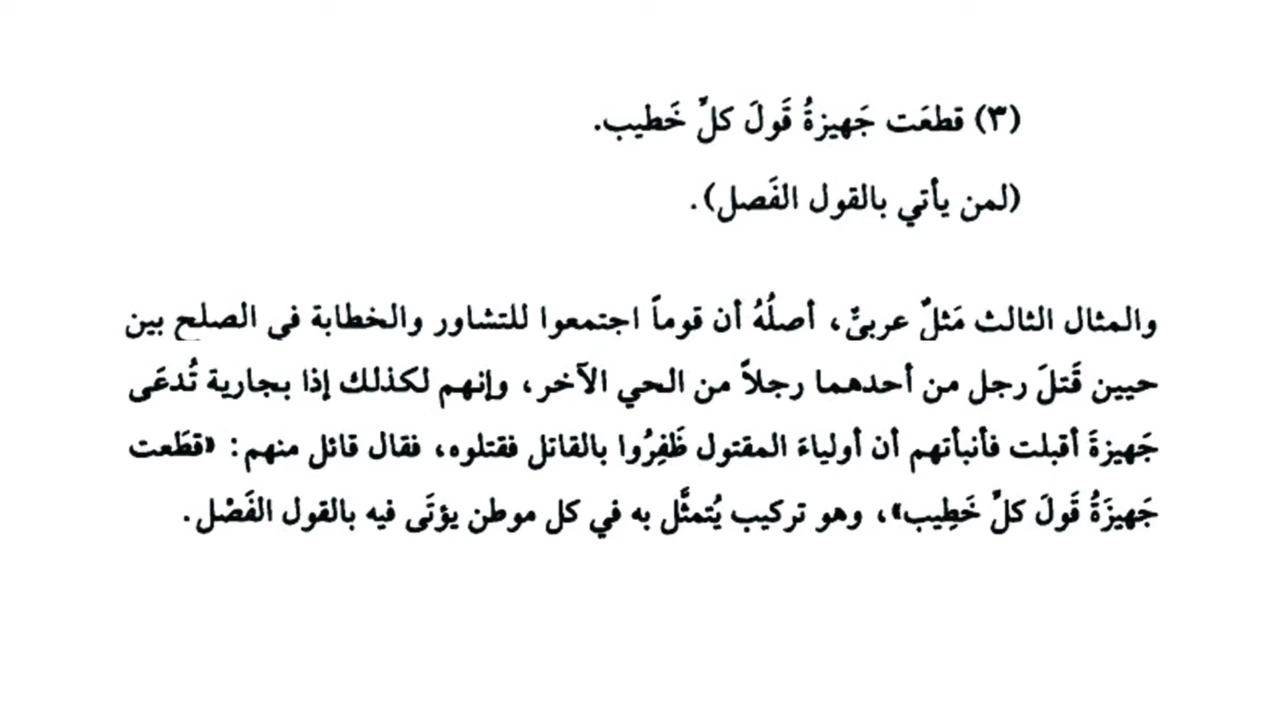 (٣) قطعَت جَهيزةُ قَولَ كلِّ خَطيب.
(لمن يأتي بالقول الفَصل).
والمثال الثالث مَثلٌ عربيٌّ، أصلُهُ أن قوماً اجتمعوا للتشاور والخطابة في الصلح بين
حيين قَتلَ رجل من أحدهما رجلاً من الحي الآخر، وإنهم لكذلك إذا بجارية تُدعَى
جَهيزةَ أقبلت فأنبأتهم أن أولياءَ المقتول ظَفِرُوا بالقاتل فقتلوه، فقال قائل منهم: «قطَعت
جَهيزَةُ قَولَ كلِّ خَطِيب»، وهو تركيب يُتمثَّل به في كل موطن يؤتَى فيه بالقول الفَصْل.